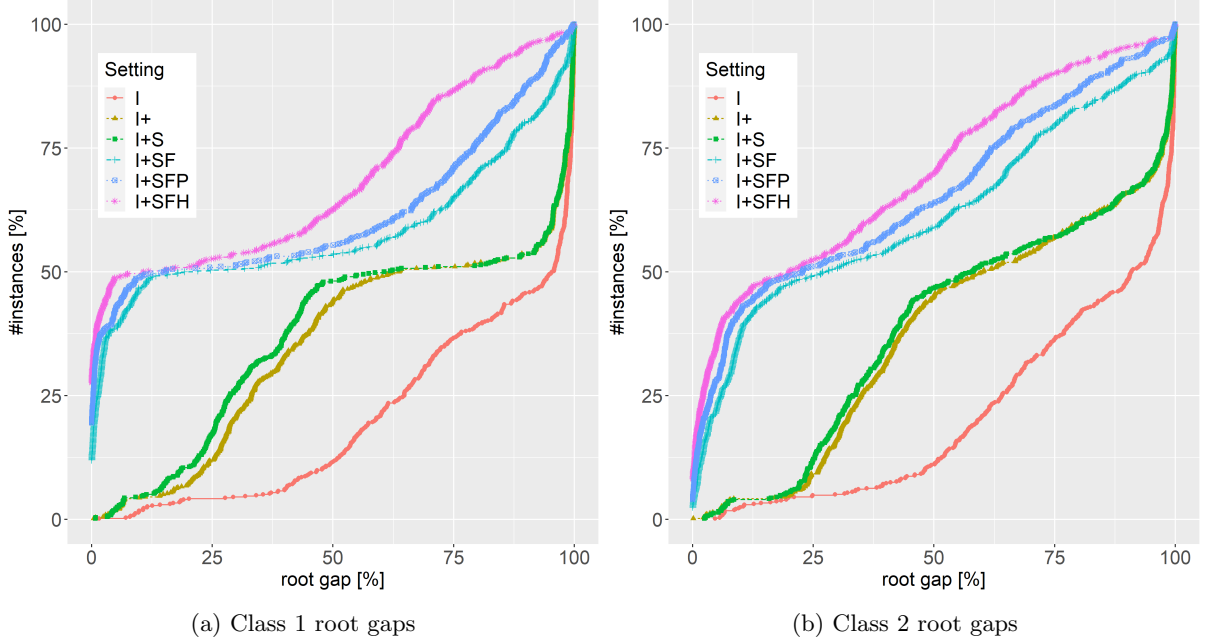 100
75
50
25
0
#instances [%]
Setting
I
I+
I+S
I+SF
I+SFP
I+SFH
0 25 50 75 100
root gap [%]
(a) Class 1 root gaps
100
75
50
25
0
#instances [%]
Setting
I
I+
I+S
I+SF
I+SFP
I+SFH
0 25 50 75 100
root gap [%]
(b) Class 2 root gaps